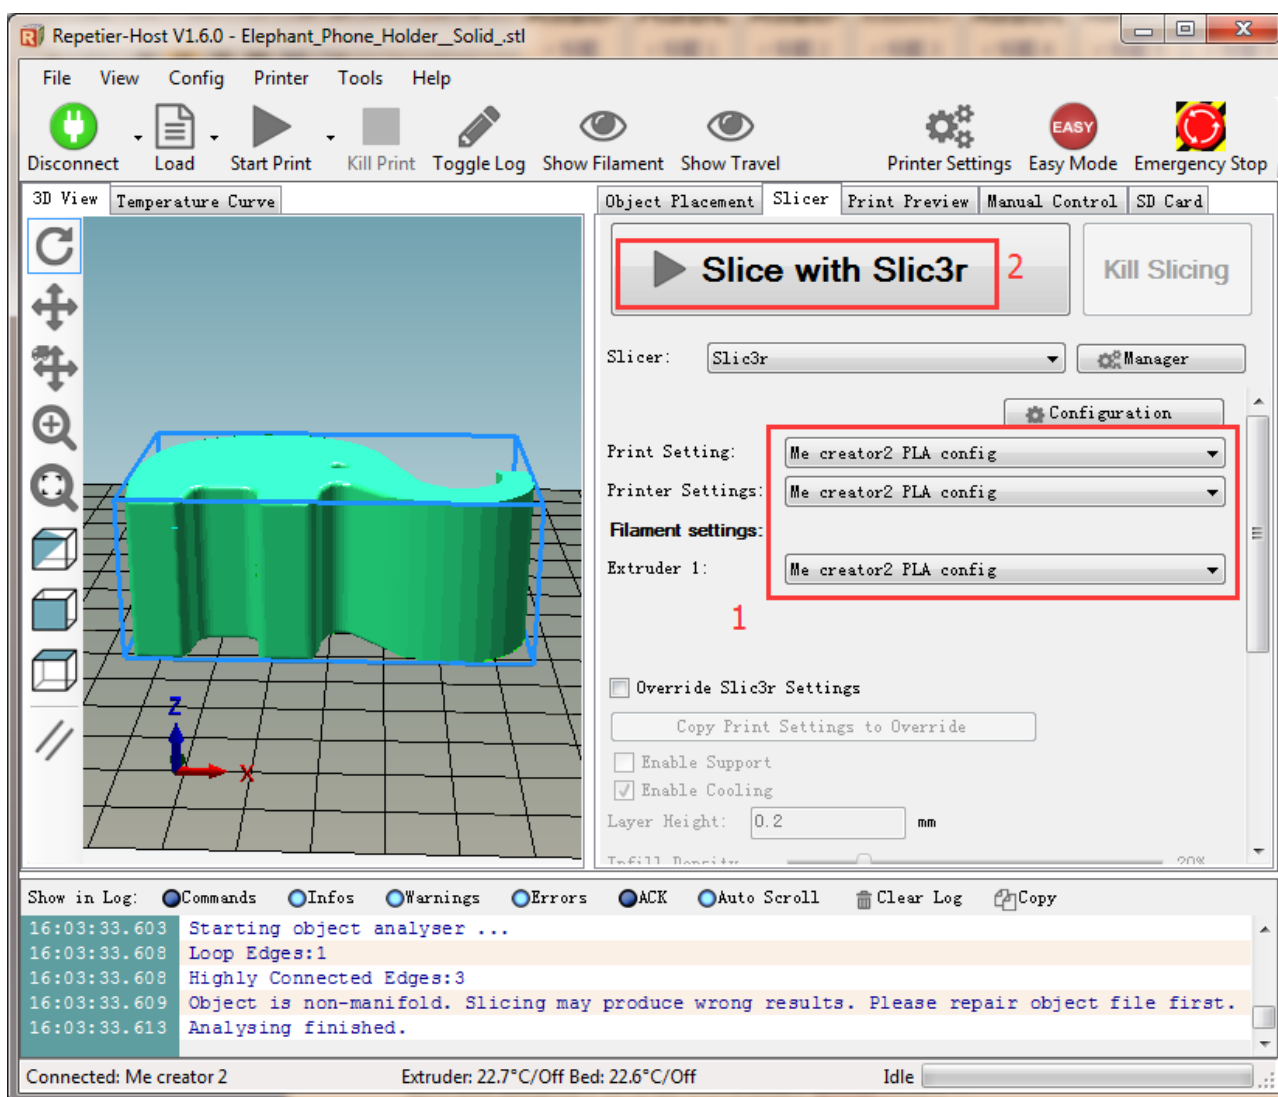 Repetier-Host V1.6.0 - Elephant_Phone_Holder__Solid_.stl
File View Config Printer Tools Help
Disconnect Load Start Print Kill Print Toggle Log Show Filament Show Travel Printer Settings EASY Easy Mode Emergency Stop
3D View Temperature Curve Object Placement Slicer Print Preview Manual Control SD Card
Slice with Slic3r 2 Kill Slicing
Slicer: Slic3r Manager
Configuration
Print Setting: Me creator2 PLA config
Printer Settings: Me creator2 PLA config
Filament settings:
Extruder 1: Me creator2 PLA config
1
Override Slic3r Settings
Copy Print Settings to Override
Enable Support
Enable Cooling
Layer Height: 0.2 mm
Infill Density 20%
Z
X
Show in Log: Commands Infos Warnings Errors ACK Auto Scroll Clear Log Copy
16:03:33.603 Starting object analyser ...
16:03:33.608 Loop Edges:1
16:03:33.608 Highly Connected Edges:3
16:03:33.609 Object is non-manifold. Slicing may produce wrong results. Please repair object file first.
16:03:33.613 Analysing finished.
Connected: Me creator 2 Extruder: 22.7°C/Off Bed: 22.6°C/Off Idle